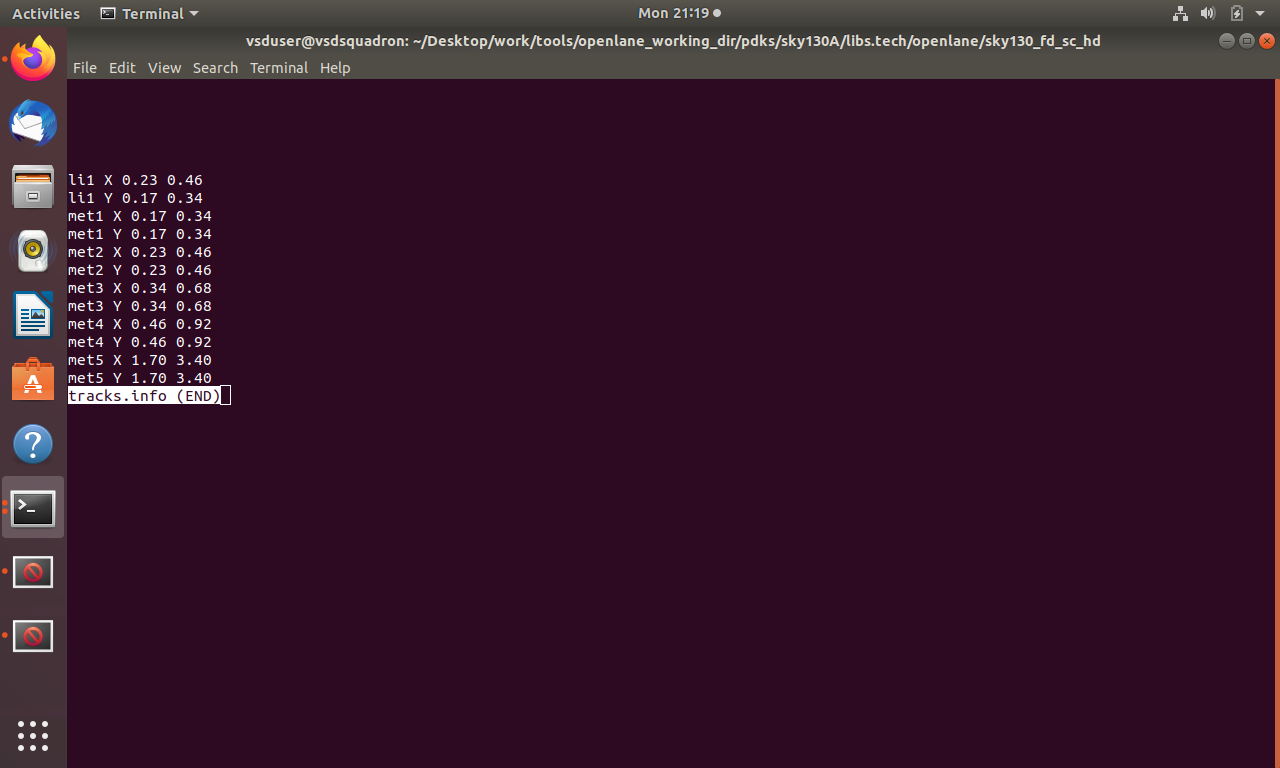 Activities
Terminal
Mon 21:19
vsduser@vsdsquadron: ~/Desktop/work/tools/openlane_working_dir/pdks/sky130A/libs.tech/openlane/sky130_fd_sc_hd
File Edit View Search Terminal Help
li1 X 0.23 0.46
li1 Y 0.17 0.34
met1 X 0.17 0.34
met1 Y 0.17 0.34
met2 X 0.23 0.46
met2 Y 0.23 0.46
met3 X 0.34 0.68
met3 Y 0.34 0.68
met4 X 0.46 0.92
met4 Y 0.46 0.92
met5 X 1.70 3.40
met5 Y 1.70 3.40
tracks.info (END)